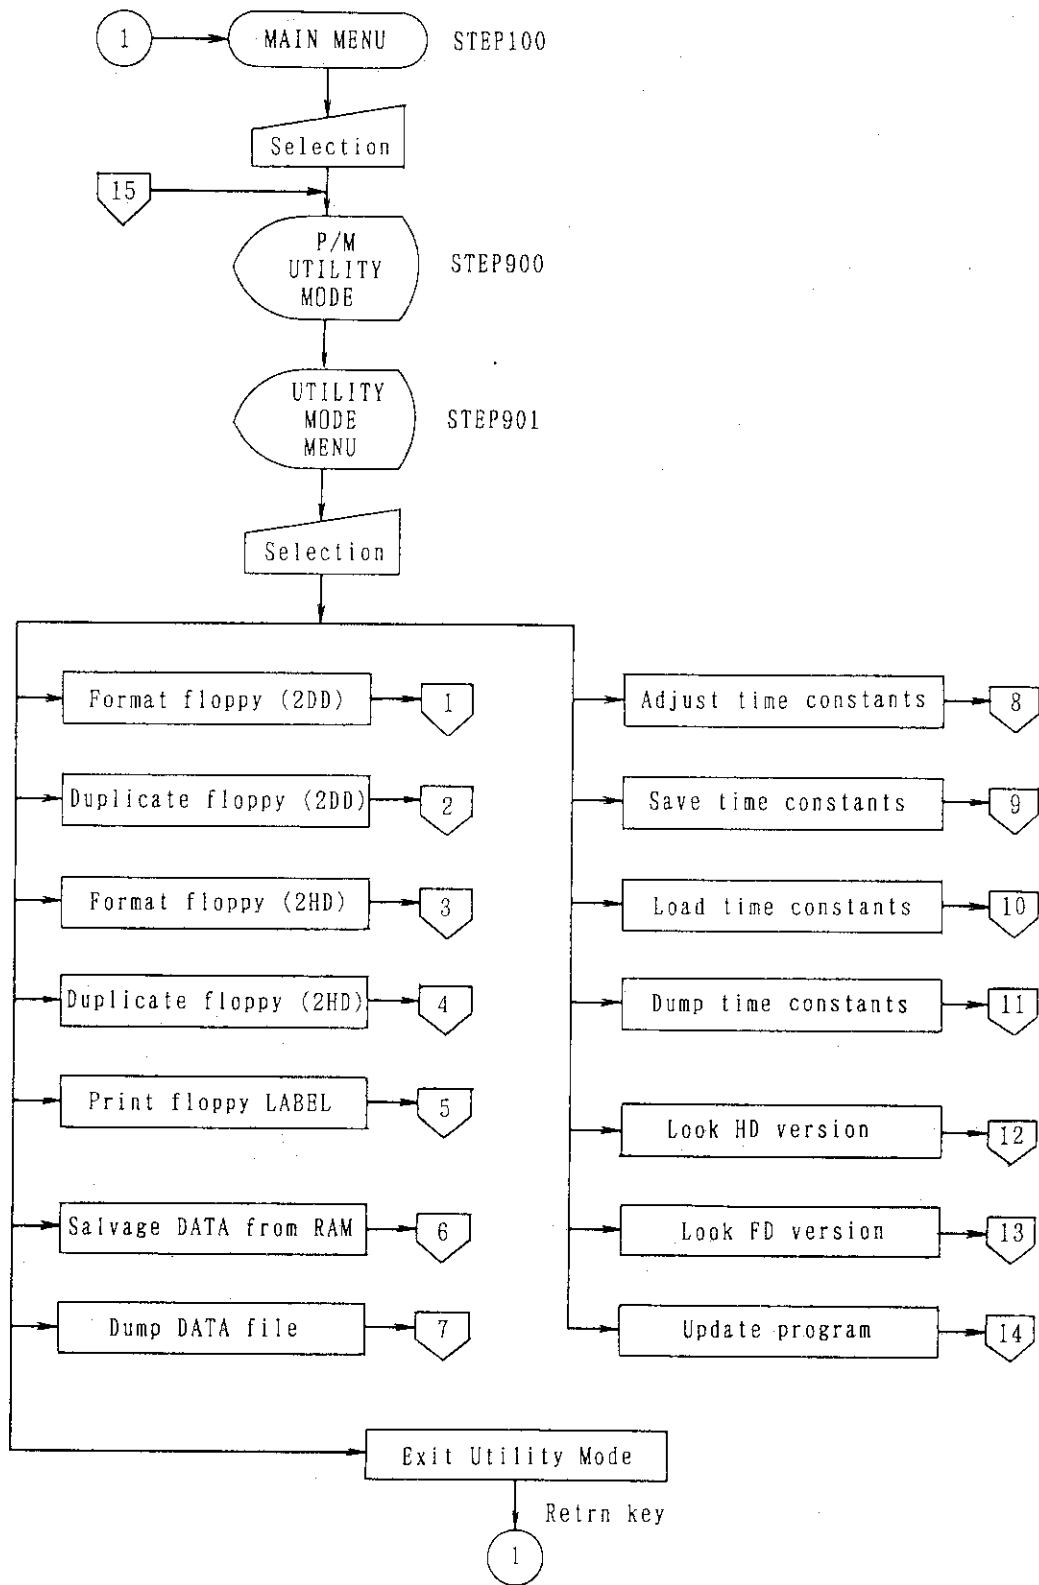 1
MAIN MENU
STEP100
Selection
15
P/M
UTILITY
MODE
STEP900
UTILITY
MODE
MENU
STEP901
Selection
Format floppy (2DD)
1
Duplicate floppy (2DD)
2
Format floppy (2HD)
3
Duplicate floppy (2HD)
4
Print floppy LABEL
5
Salvage DATA from RAM
6
Dump DATA file
7
Adjust time constants
8
Save time constants
9
Load time constants
10
Dump time constants
11
Look HD version
12
Look FD version
13
Update program
14
Exit Utility Mode
Retrn key
1